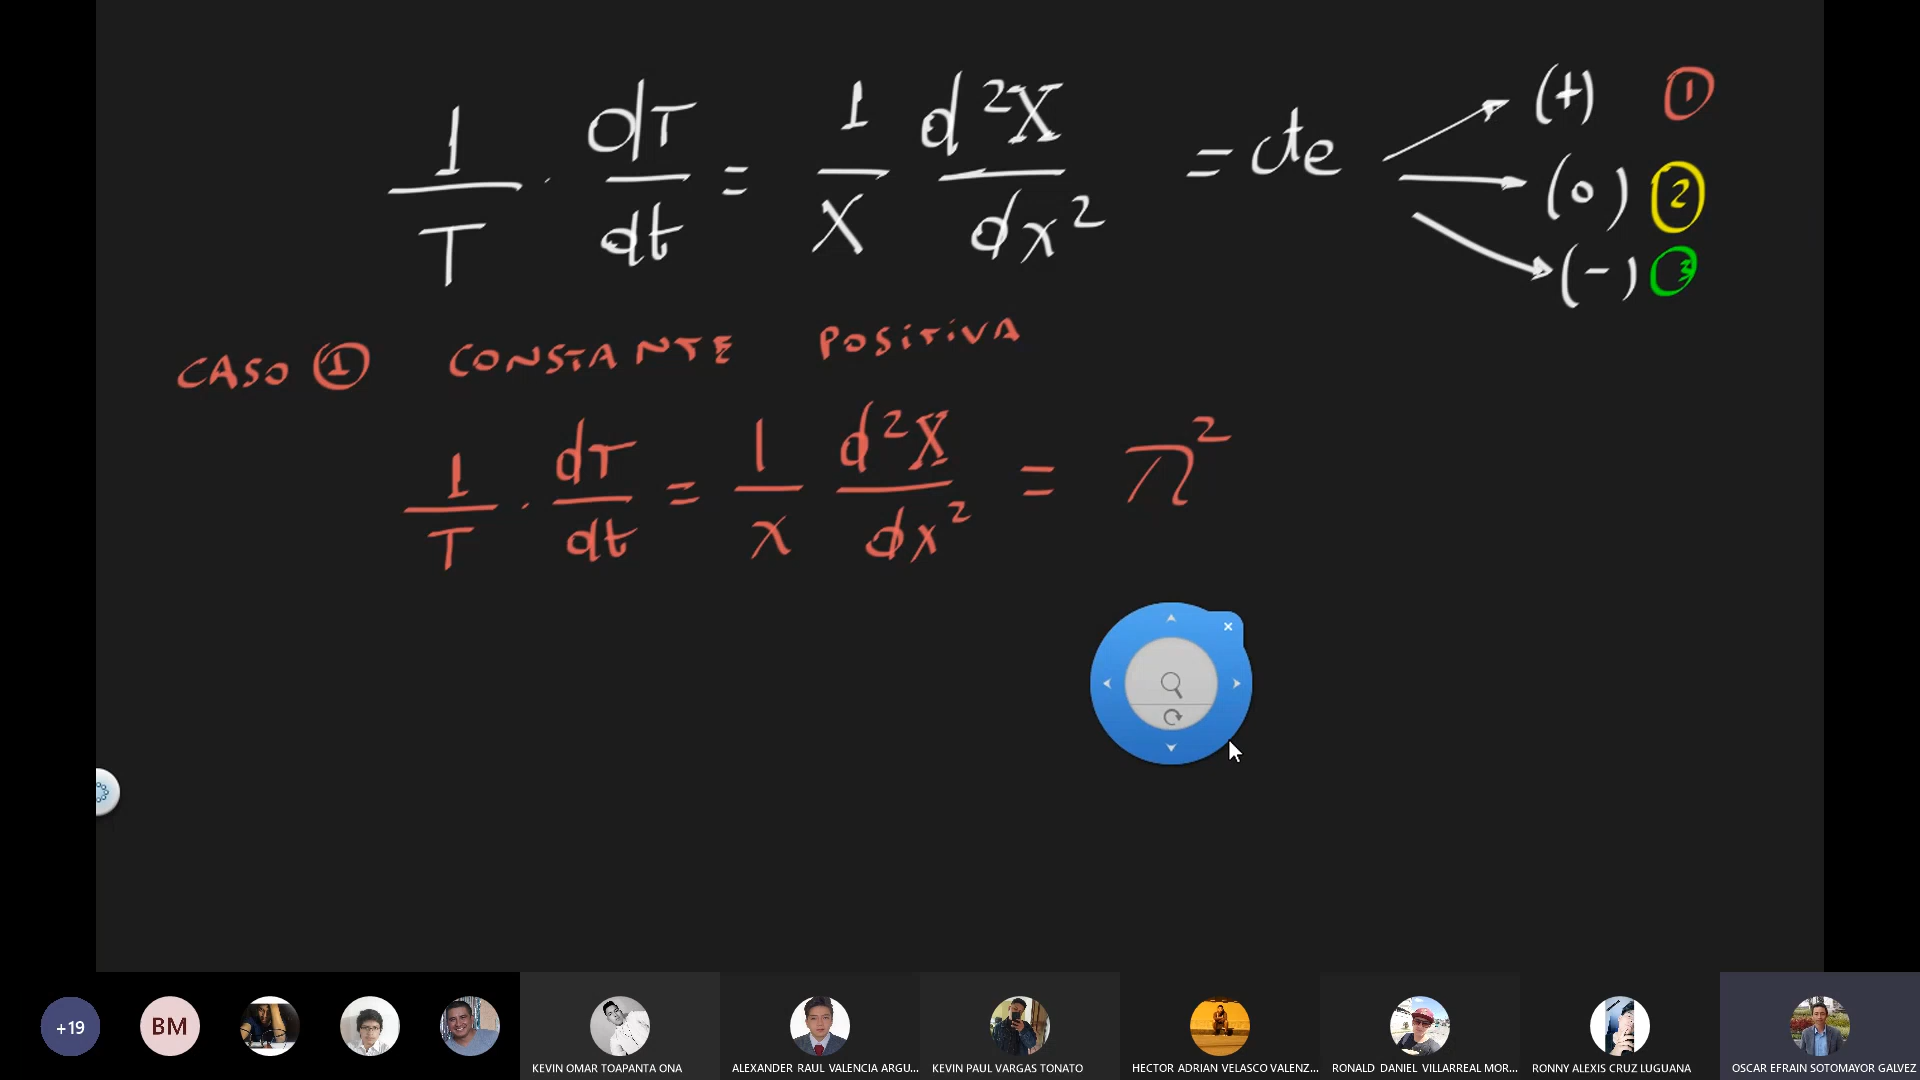 1/T · dT/dt = 1/X d²X/dx² = cte (+) 1
(0) 2
(-) 3
CASO 1 CONSTANTE POSITIVA
1/T · dT/dt = 1/X d²X/dx² = π²
+19
BM
KEVIN OMAR TOAPANTA ONA
ALEXANDER RAUL VALENCIA ARGU...
KEVIN PAUL VARGAS TONATO
HECTOR ADRIAN VELASCO VALENZ...
RONALD DANIEL VILLARREAL MOR...
RONNY ALEXIS CRUZ LUGUANA
OSCAR EFRAIN SOTOMAYOR GALVEZ